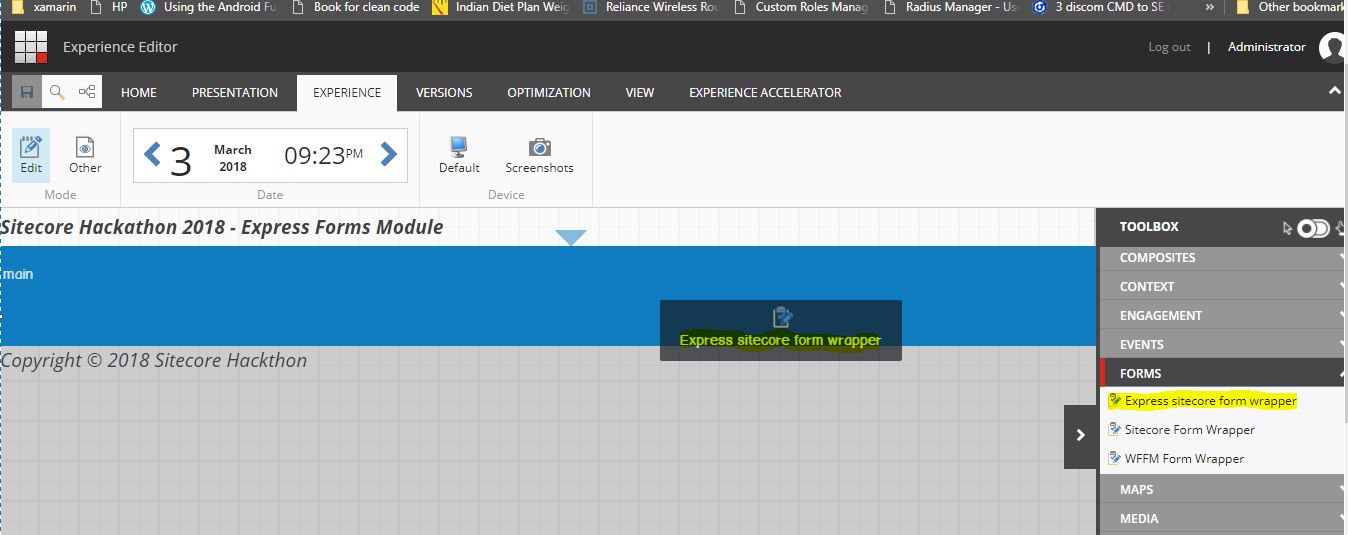 xamarin HP Using the Android Fu Book for clean code Indian Diet Plan Weig Reliance Wireless Rou Custom Roles Manag Radius Manager - Us 3 discom CMD to SE » Other bookmark
Experience Editor Log out | Administrator
HOME PRESENTATION EXPERIENCE VERSIONS OPTIMIZATION VIEW EXPERIENCE ACCELERATOR
3 March 2018 09:23PM
Edit Other Default Screenshots
Mode Date Device
Sitecore Hackathon 2018 - Express Forms Module
main
Express sitecore form wrapper
Copyright © 2018 Sitecore Hackthon
TOOLBOX
COMPOSITES
CONTEXT
ENGAGEMENT
EVENTS
FORMS
Express sitecore form wrapper
Sitecore Form Wrapper
WFFM Form Wrapper
MAPS
MEDIA